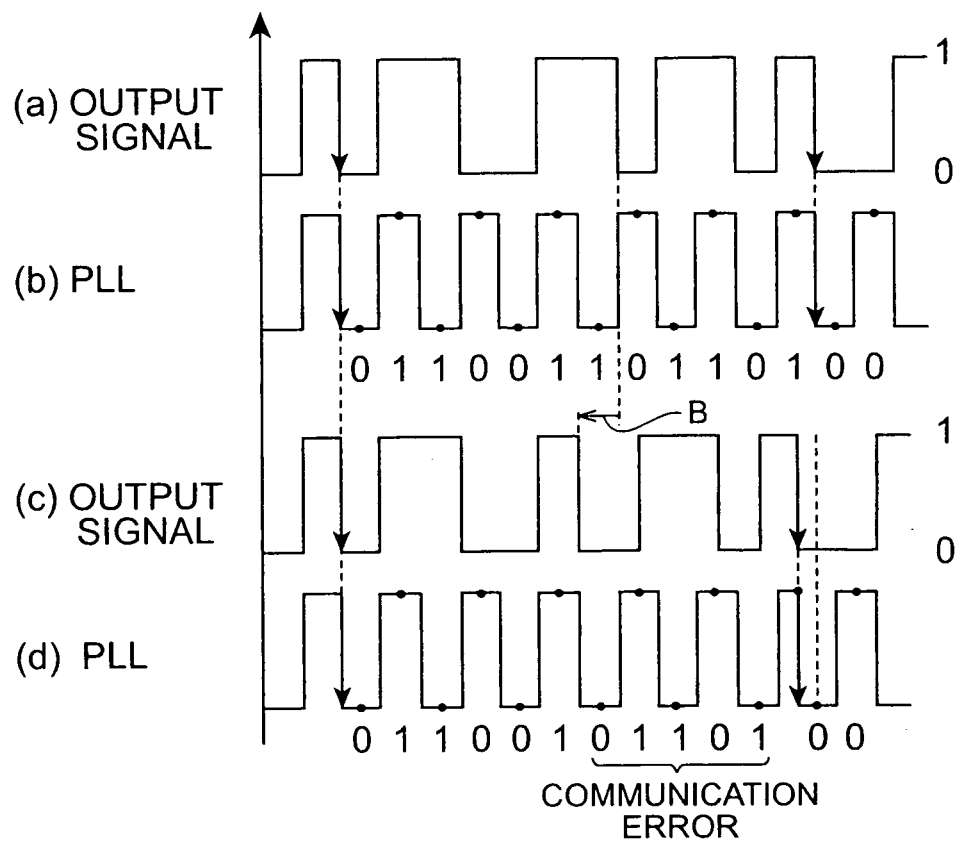 1
(a) OUTPUT
SIGNAL
0
(b) PLL
0 1 1 0 0 1 1 0 1 1 0 1 0 0
B
1
(c) OUTPUT
SIGNAL
0
(d) PLL
0 1 1 0 0 1 0 1 1 0 1 0 0
COMMUNICATION
ERROR